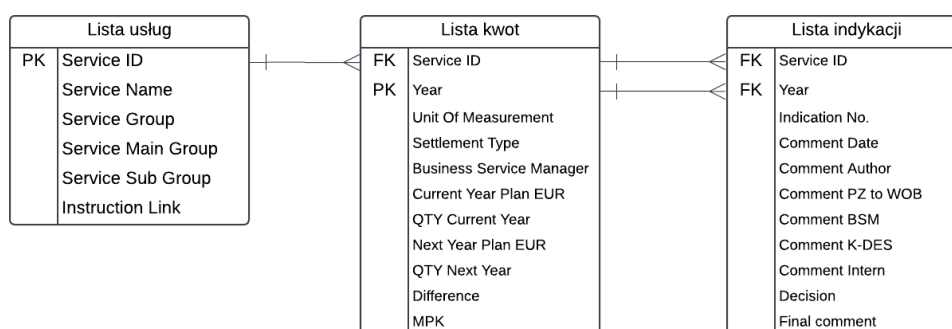 Lista usług
PK Service ID
Service Name
Service Group
Service Main Group
Service Sub Group
Instruction Link
Lista kwot
FK Service ID
PK Year
Unit Of Measurement
Settlement Type
Business Service Manager
Current Year Plan EUR
QTY Current Year
Next Year Plan EUR
QTY Next Year
Difference
MPK
Lista indykacji
FK Service ID
FK Year
Indication No.
Comment Date
Comment Author
Comment PZ to WOB
Comment BSM
Comment K-DES
Comment Intern
Decision
Final comment